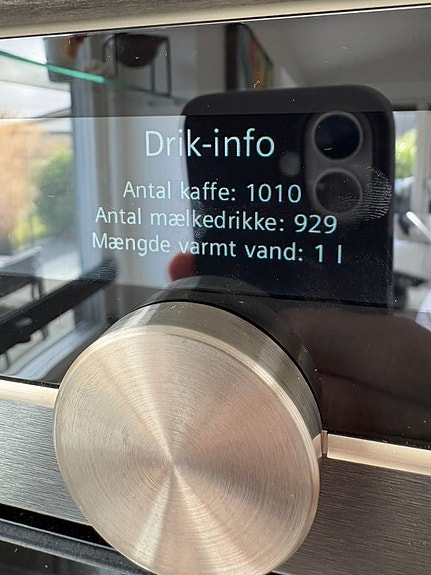 Drik-info
Antal kaffe: 1010
Antal mælkedrikke: 929
Mængde varmt vand: 1 l